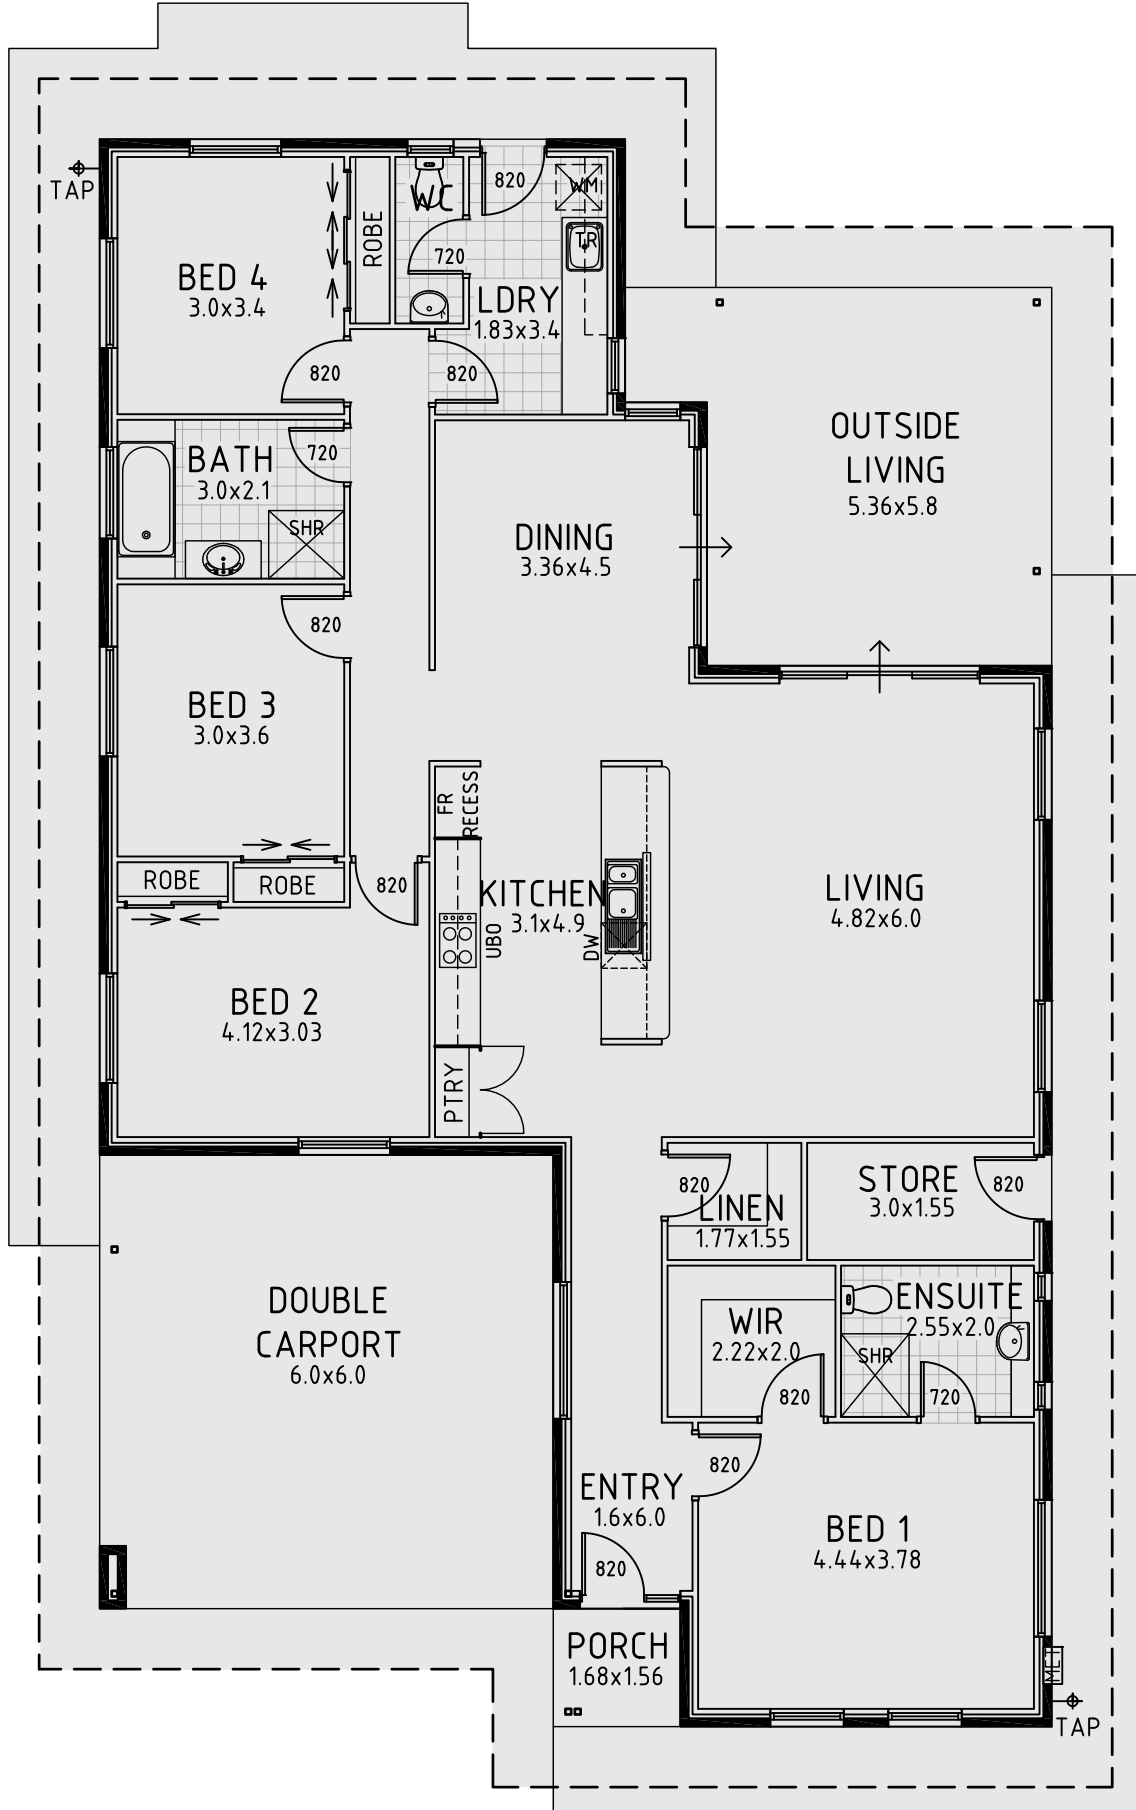 TAP
BED 4
3.0x3.4
ROBE
WC
720
820
WM
TR
LDRY
1.83x3.4
820
820
BATH
3.0x2.1
720
SHR
DINING
3.36x4.5
OUTSIDE
LIVING
5.36x5.8
820
BED 3
3.0x3.6
ROBE
ROBE
820
FR
RECESS
KITCHEN
3.1x4.9
UBO
DW
PTRY
LIVING
4.82x6.0
BED 2
4.12x3.03
820
LINEN
1.77x1.55
STORE
3.0x1.55
820
DOUBLE
CARPORT
6.0x6.0
WIR
2.22x2.0
820
ENSUITE
2.55x2.0
SHR
720
820
ENTRY
1.6x6.0
820
BED 1
4.44x3.78
PORCH
1.68x1.56
MET
TAP